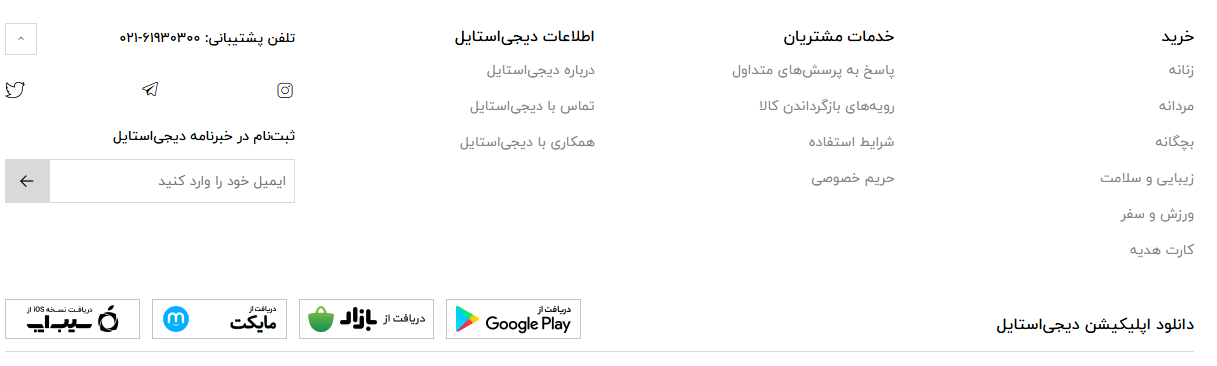 خرید
زنانه
مردانه
بچگانه
زیبایی و سلامت
ورزش و سفر
کارت هدیه
خدمات مشتریان
پاسخ به پرسش‌های متداول
رویه‌های بازگرداندن کالا
شرایط استفاده
حریم خصوصی
اطلاعات دیجی‌استایل
درباره دیجی‌استایل
تماس با دیجی‌استایل
همکاری با دیجی‌استایل
تلفن پشتیبانی: ۶۱۹۳۰۳۰۰-۰۲۱
ثبت‌نام در خبرنامه دیجی‌استایل
ایمیل خود را وارد کنید
دانلود اپلیکیشن دیجی‌استایل
دریافت از
Google Play
دریافت از بازار
دریافت از
مایکت
دریافت نسخه iOS از
سیب‌اپ